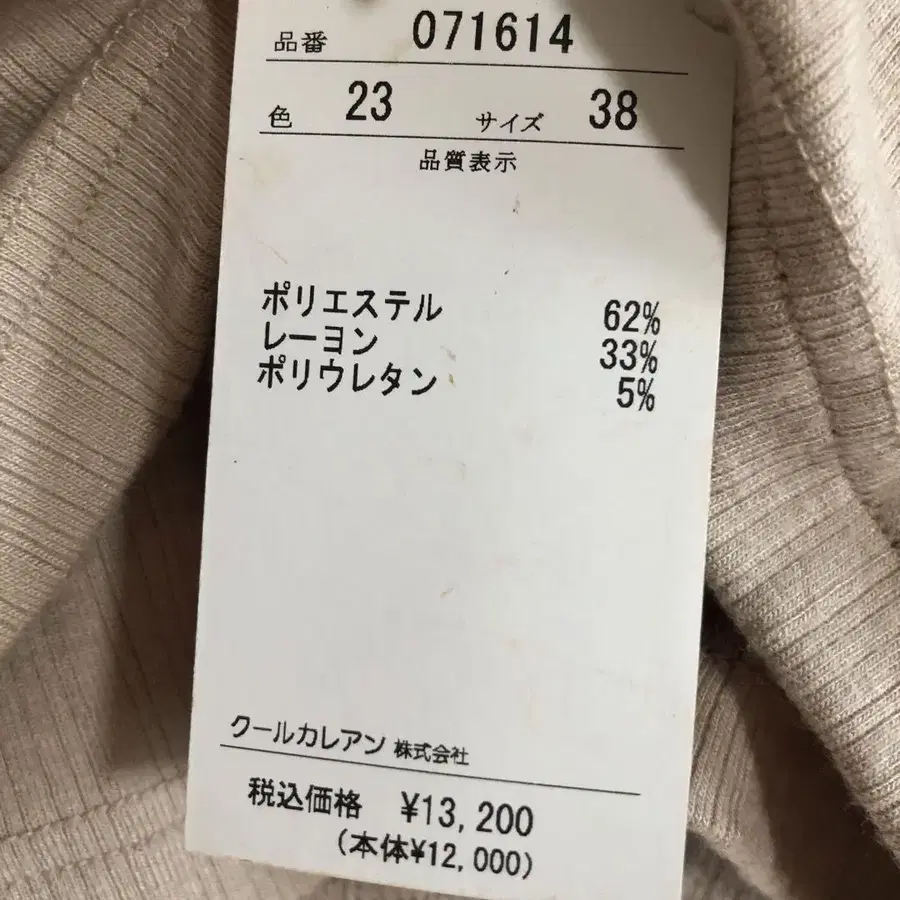 品番 071614
色 23 サイズ 38
品質表示
ポリエステル 62%
レーヨン 33%
ポリウレタン 5%
クールカレアン 株式会社
税込価格 ¥13,200
(本体¥12,000)